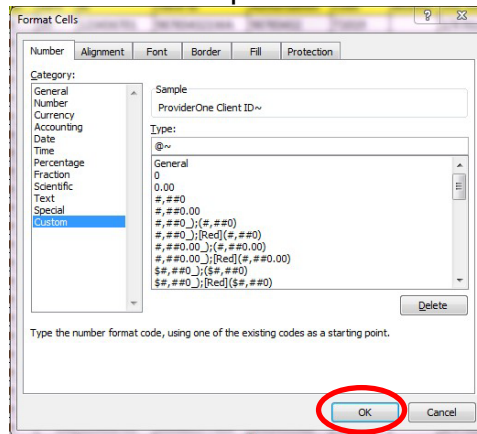 Format Cells
Number Alignment Font Border Fill Protection
Category:
General
Number
Currency
Accounting
Date
Time
Percentage
Fraction
Scientific
Text
Special
Custom
Sample
ProviderOne Client ID~
Type:
@~
General
0
0.00
#,##0
#,##0.00
#,##0_);(#,##0)
#,##0_);[Red](#,##0)
#,##0.00_);(#,##0.00)
#,##0.00_);[Red](#,##0.00)
$#,##0_);($#,##0)
$#,##0_);[Red]($#,##0)
Delete
Type the number format code, using one of the existing codes as a starting point.
OK Cancel